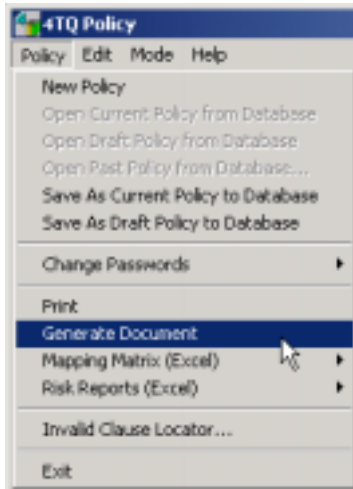 4TQ Policy
Policy Edit Mode Help
New Policy
Open Current Policy from Database
Open Draft Policy from Database
Open Past Policy from Database...
Save As Current Policy to Database
Save As Draft Policy to Database
Change Passwords
Print
Generate Document
Mapping Matrix (Excel)
Risk Reports (Excel)
Invalid Clause Locator...
Exit